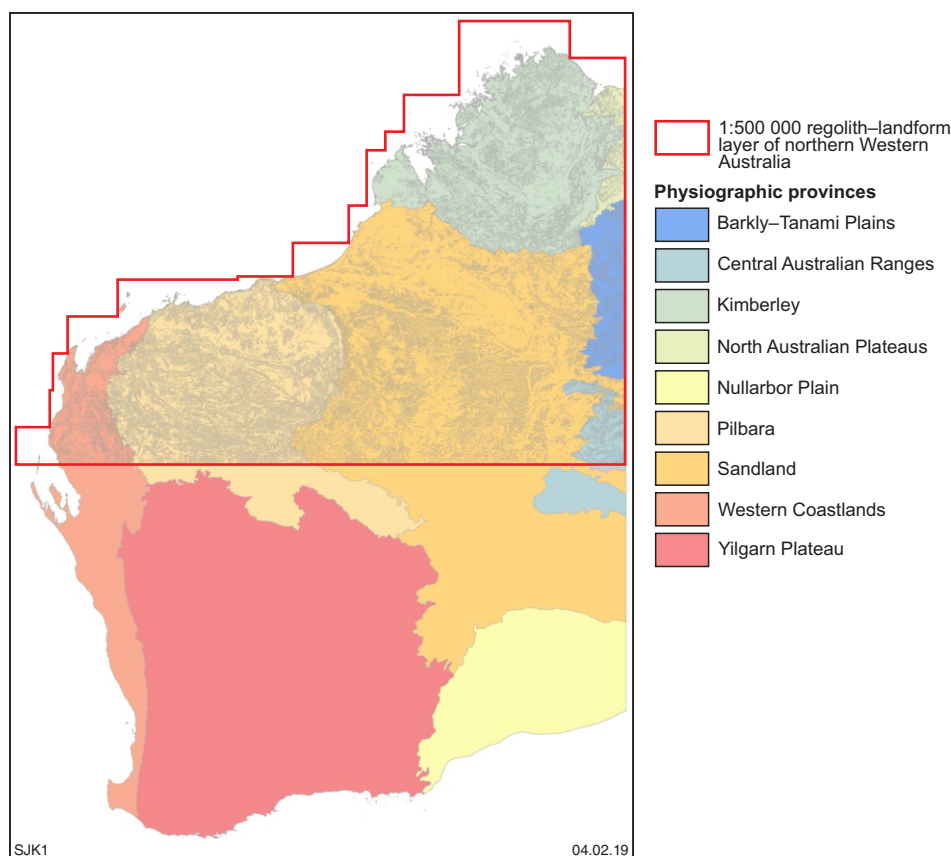 1:500 000 regolith–landform
layer of northern Western
Australia
Physiographic provinces
Barkly–Tanami Plains
Central Australian Ranges
Kimberley
North Australian Plateaus
Nullarbor Plain
Pilbara
Sandland
Western Coastlands
Yilgarn Plateau
SJK1
04.02.19